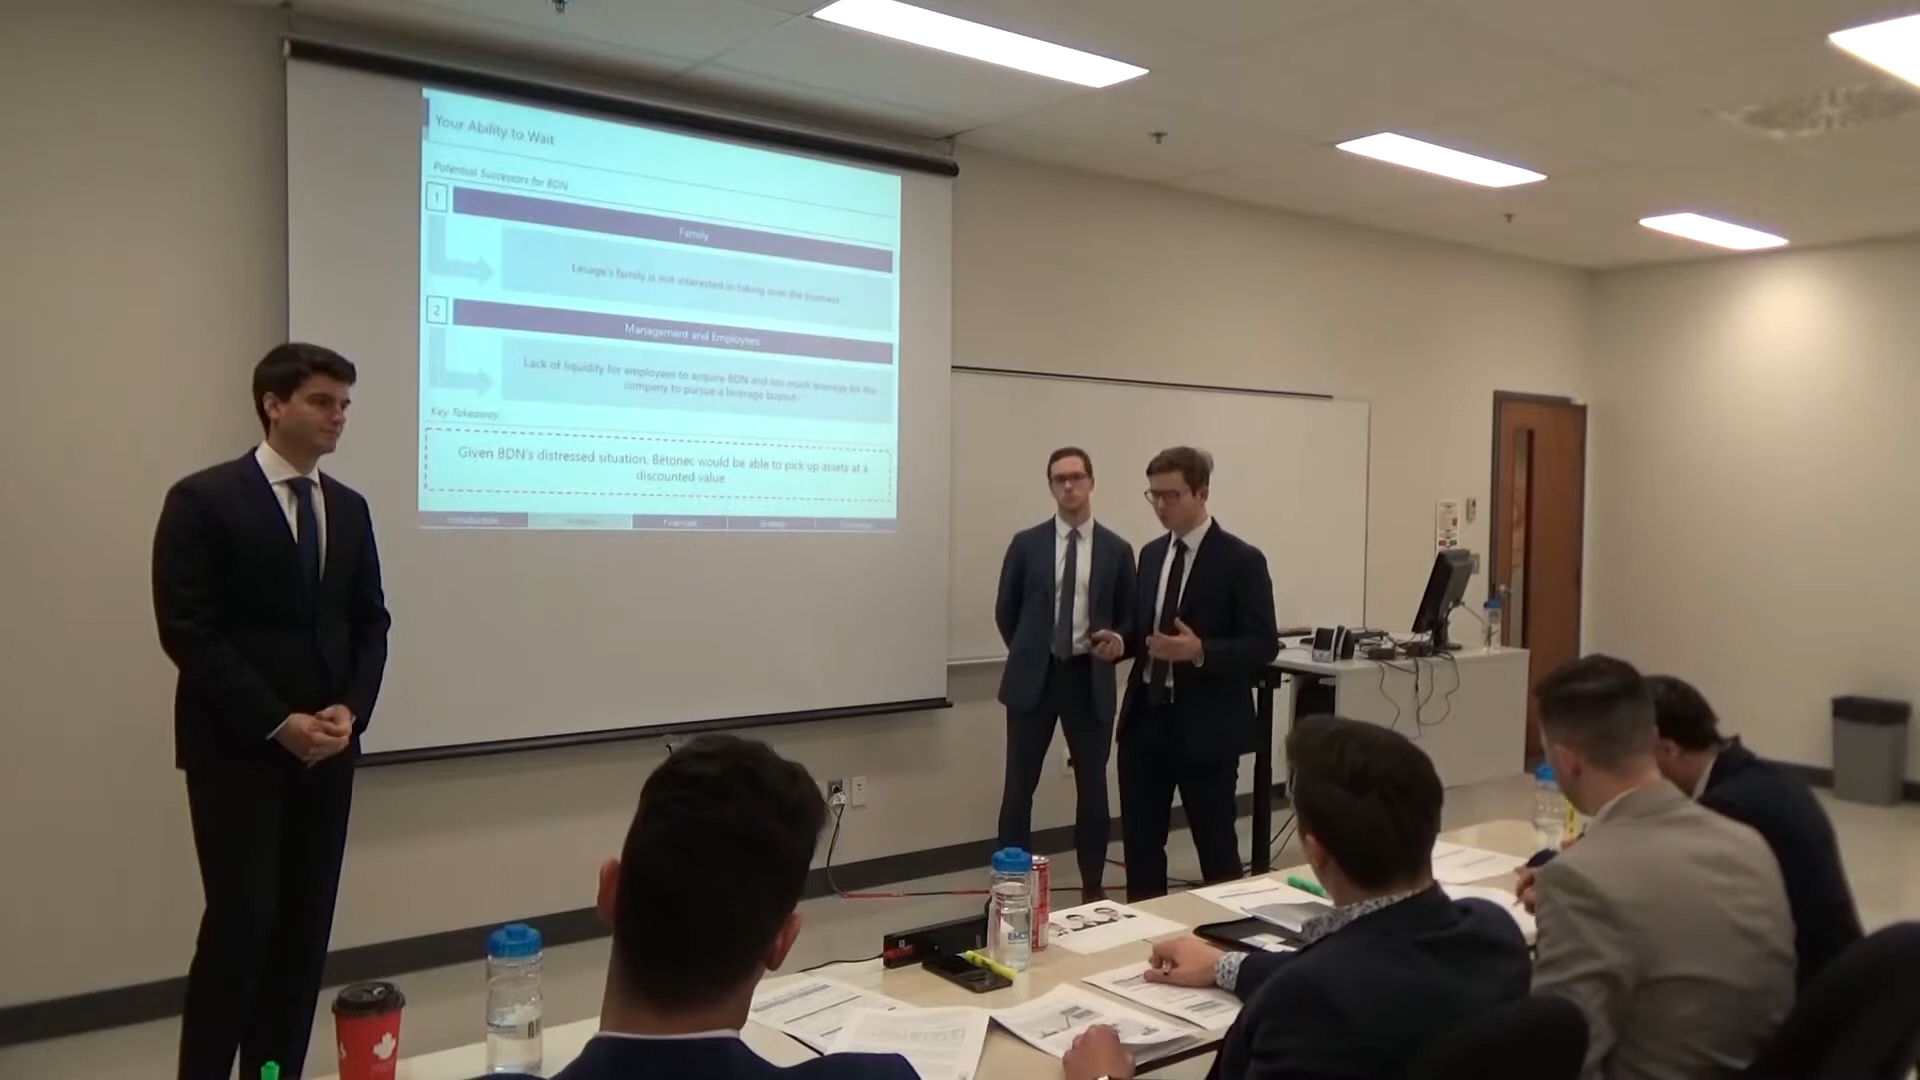 Your Ability to Wait
Potential Successors for BDN
1
Family
Lesage's family is not interested in taking over the business
2
Management and Employees
Lack of liquidity for employees to acquire BDN and too much leverage for the
company to pursue a leverage buyout
Key Takeaway
Given BDN's distressed situation, Betonec would be able to pick up assets at a
discounted value
Introduction
Financials
Strategy